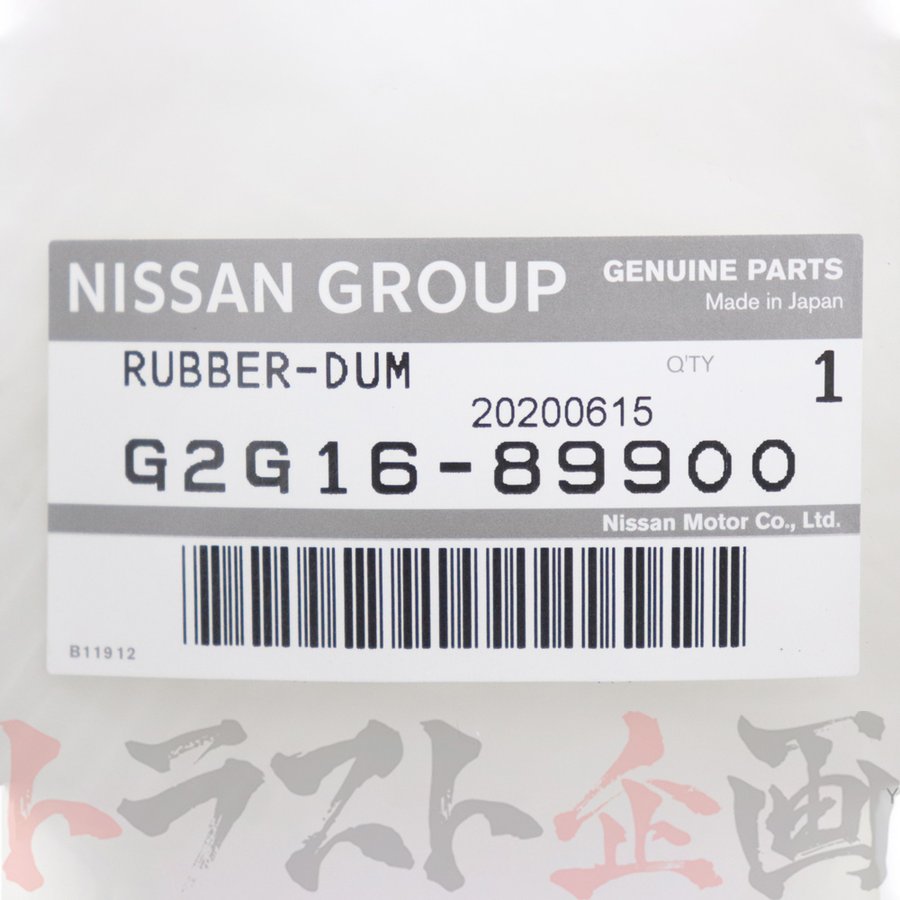 NISSAN GROUP
GENUINE PARTS
Made in Japan
RUBBER-DUM
Q'TY 1
20200615
G2G16-89900
Nissan Motor Co., Ltd.
B11912
トラスト企画
Y